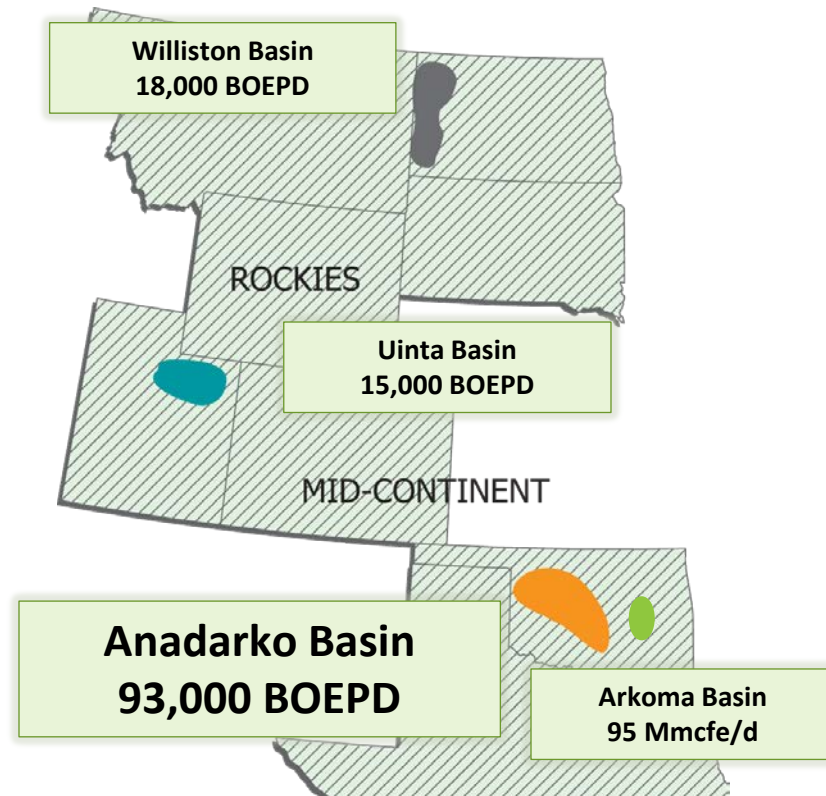 Williston Basin
18,000 BOEPD
ROCKIES
Uinta Basin
15,000 BOEPD
MID-CONTINENT
Anadarko Basin
93,000 BOEPD
Arkoma Basin
95 Mmcfe/d